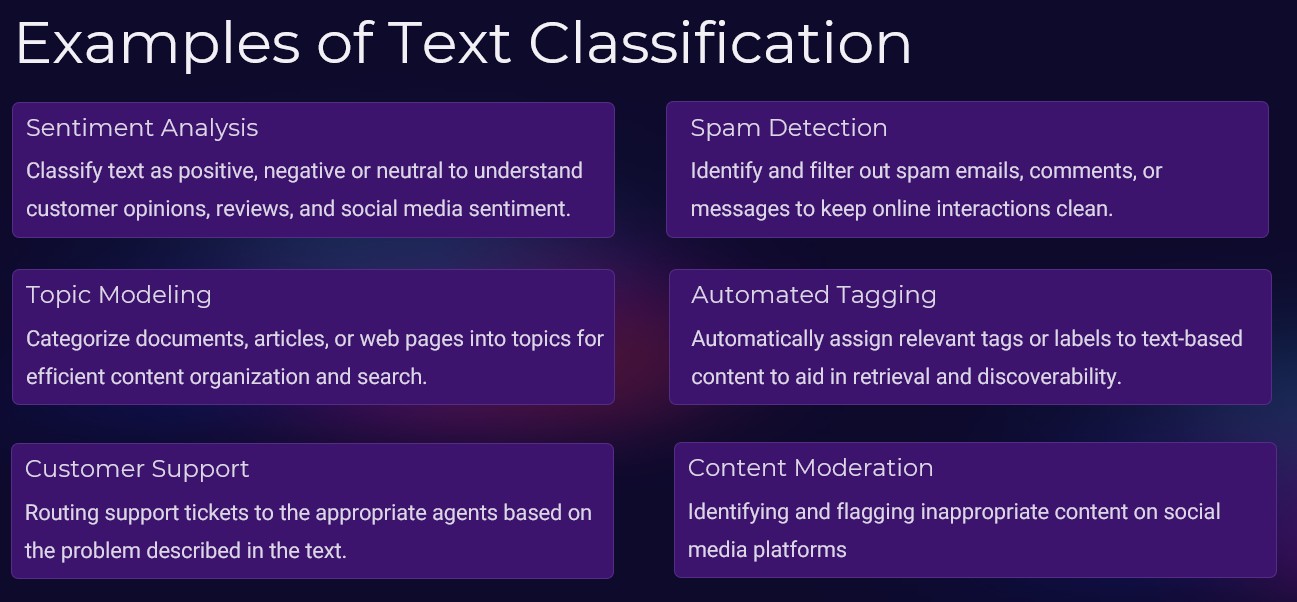 Examples of Text Classification
Sentiment Analysis
Classify text as positive, negative or neutral to understand
customer opinions, reviews, and social media sentiment.
Spam Detection
Identify and filter out spam emails, comments, or
messages to keep online interactions clean.
Topic Modeling
Categorize documents, articles, or web pages into topics for
efficient content organization and search.
Automated Tagging
Automatically assign relevant tags or labels to text-based
content to aid in retrieval and discoverability.
Customer Support
Routing support tickets to the appropriate agents based on
the problem described in the text.
Content Moderation
Identifying and flagging inappropriate content on social
media platforms